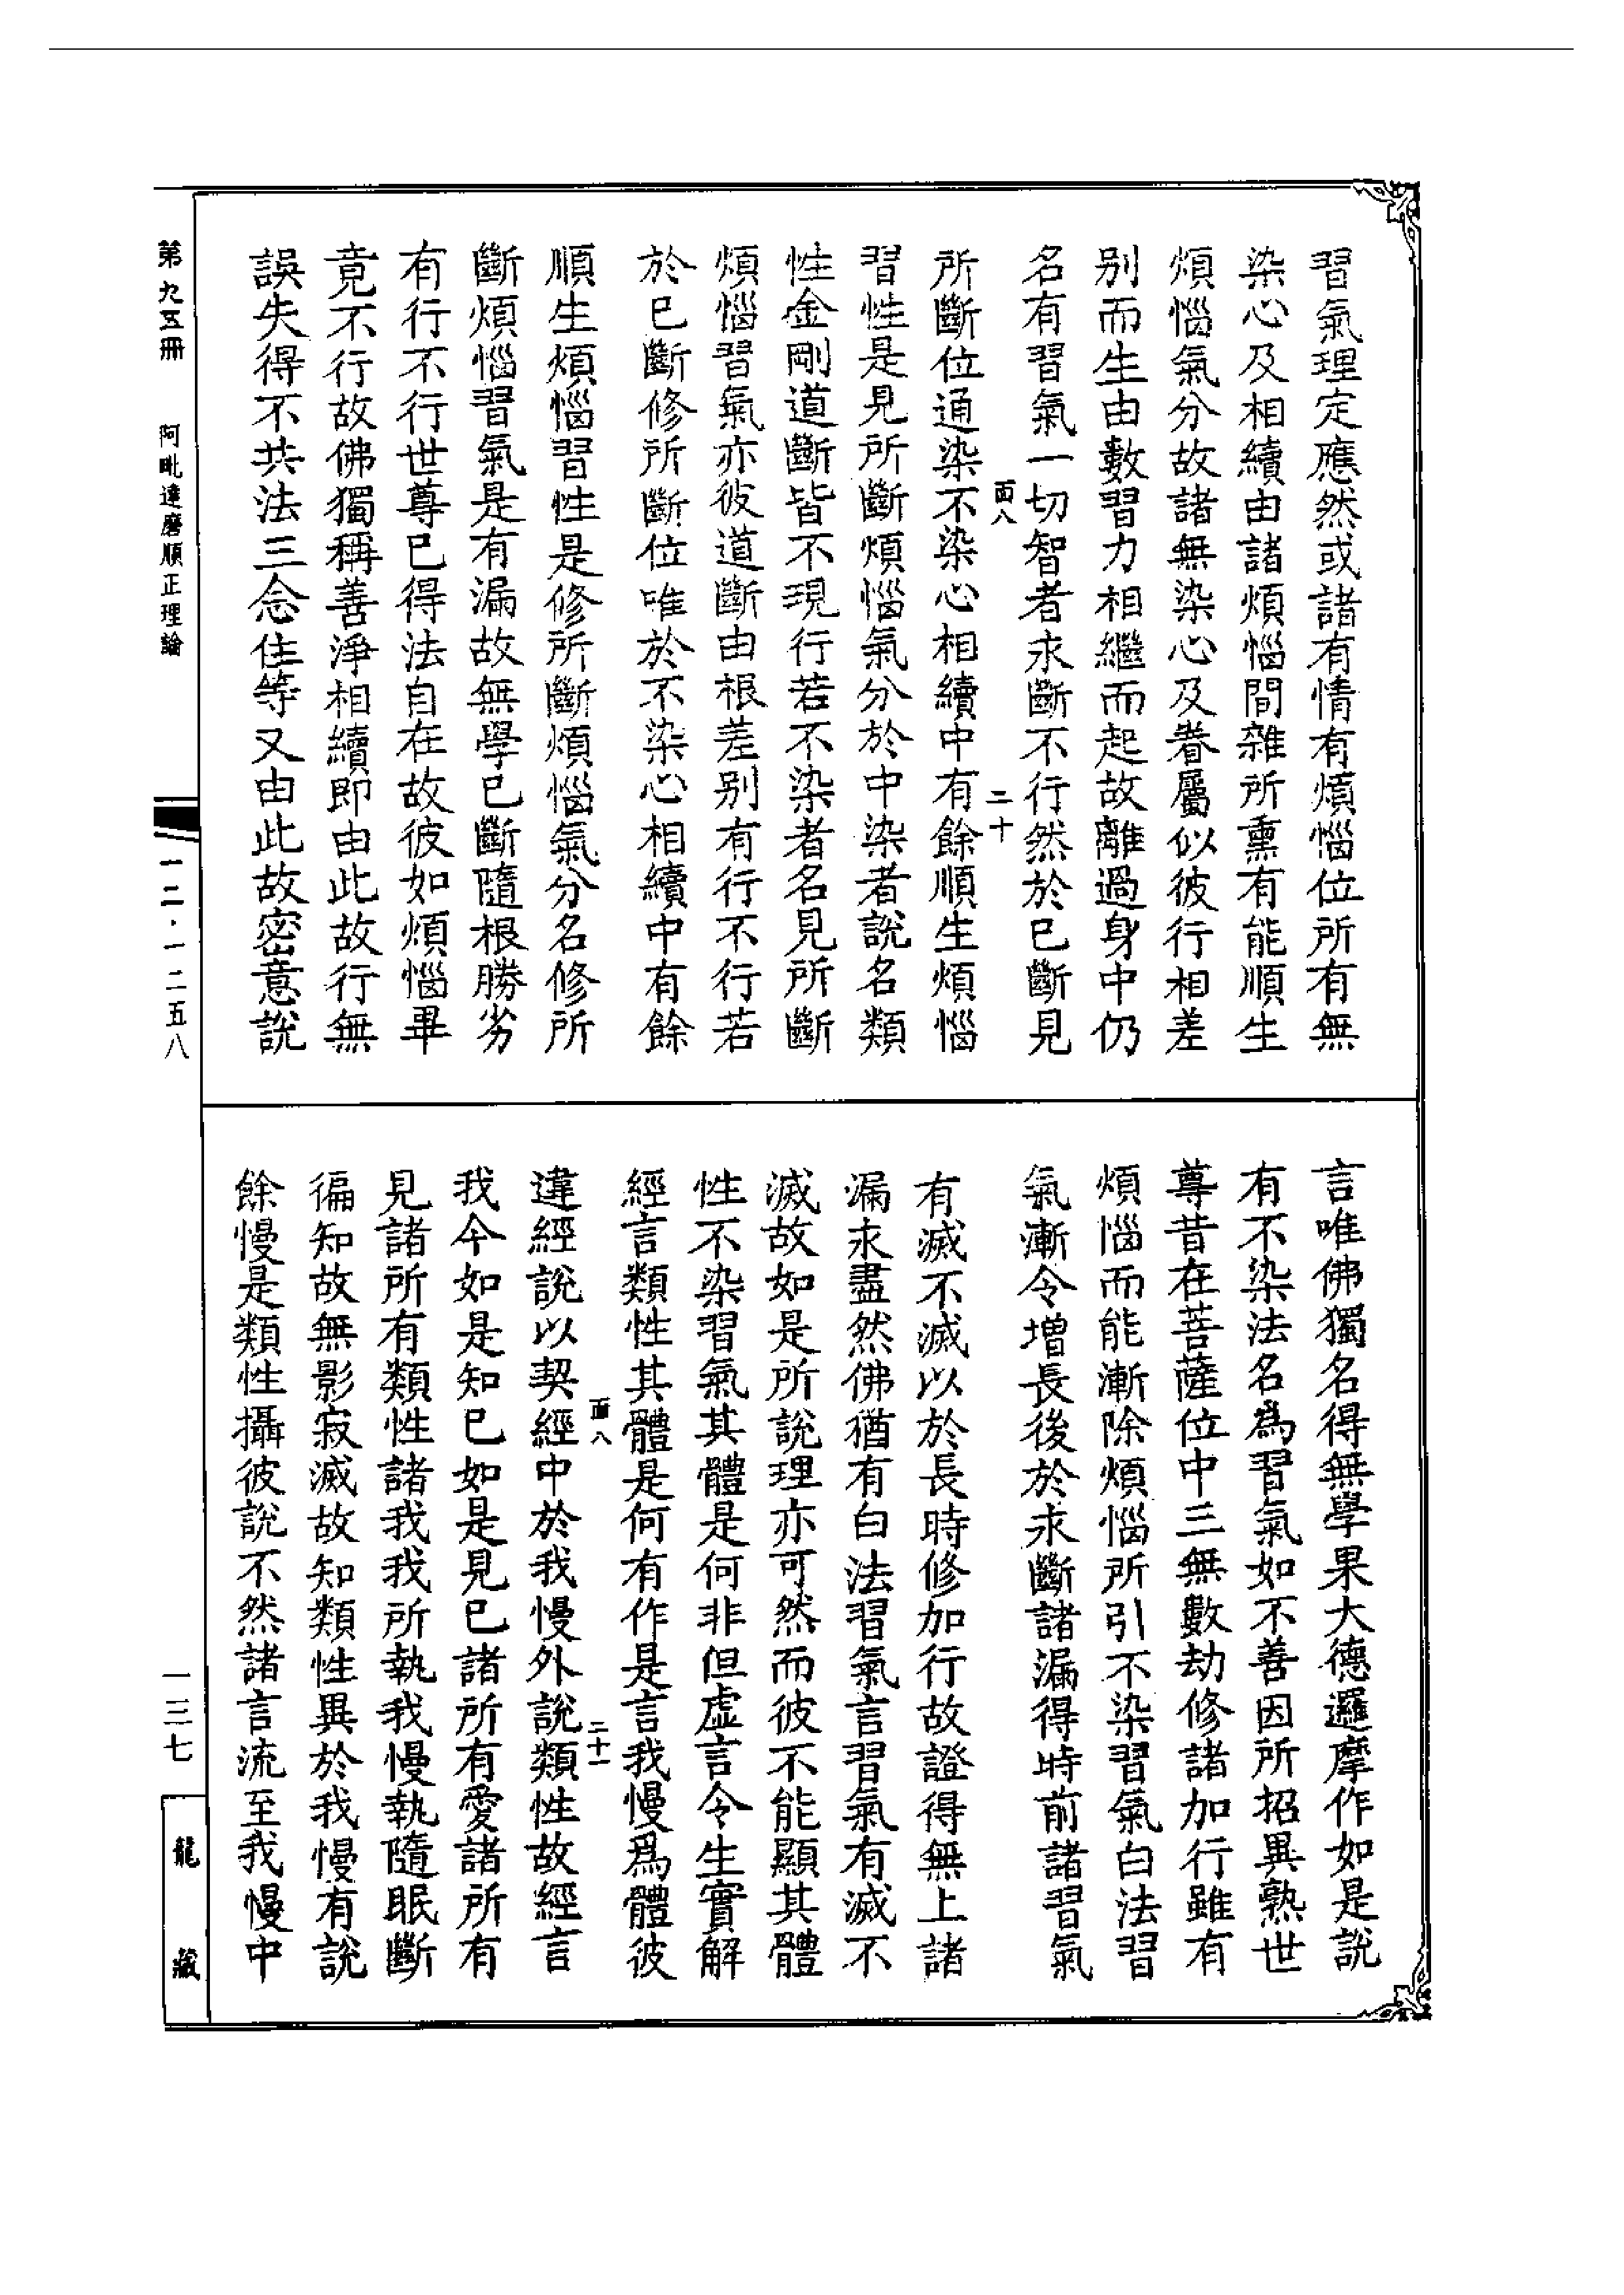 習氣理定應然或諸有情有煩惱位所有無
染心及相續由諸煩惱間雜所熏有能順生
煩惱氣分故諸無染心及眷屬似彼行相差
別而生由數習力相繼而起故離過身中仍
名有習氣一切智者永斷不行然於已斷見
面八
二十
所斷位通染不染心相續中有餘順生煩惱
習性是見所斷煩惱氣分於中染者說名類
性金剛道斷皆不現行若不染者名見所斷
煩惱習氣亦彼道斷由根差別有行不行若
於已斷修所斷位唯於不染心相續中有餘
順生煩惱習性是修所斷煩惱氣分名修所
斷煩惱習氣是有漏故無學已斷隨根勝劣
有行不行世尊已得法自在故彼如煩惱畢
竟不行故佛獨稱善淨相續即由此故行無
誤失得不共法三念住等又由此故密意說
言唯佛獨名得無學果大德邏摩作如是說
有不染法名為習氣如不善因所招異熟世
尊昔在菩薩位中三無數劫修諸加行雖有
煩惱而能漸除煩惱所引不染習氣白法習
氣漸令增長後於永斷諸漏得時前諸習氣
有滅不滅以於長時修加行故證得無上諸
漏永盡然佛猶有白法習氣言習氣有滅不
滅故如是所說理亦可然而彼不能顯其體
性不染習氣其體是何非但虛言令生實解
經言類性其體是何有作是言我慢爲體彼
面八
二十一
違經說以契經中於我慢外說類性故經言
我今如是知已如是見已諸所有愛諸所有
見諸所有類性諸我我所執我慢執隨眠斷
徧知故無影寂滅故知類性異於我慢有說
餘慢是類性攝彼說不然諸言流至我慢中
第九五冊 阿毗達磨順正理論
一二·一二五八
一三七
龍藏